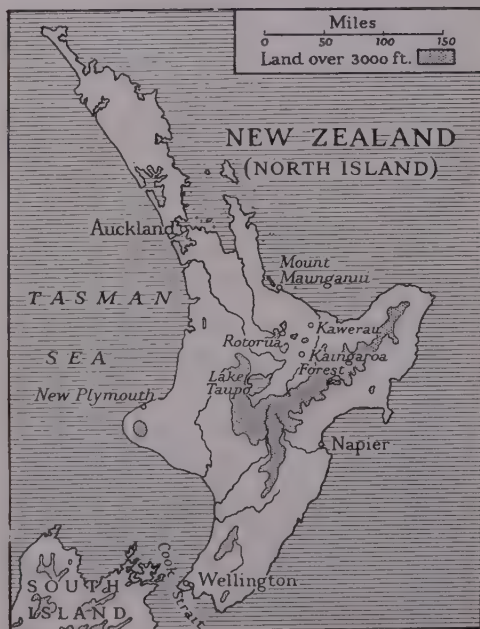 Miles
0 50 100 150
Land over 3000 ft.
NEW ZEALAND
(NORTH ISLAND)
Auckland
Mount
Maunganui
TASMAN
SEA
Rotorua
Kawerau
Kaingaroa
Forest
Lake
Taupo
New Plymouth
Napier
Cook
Strait
Wellington
SOUTH
ISLAND